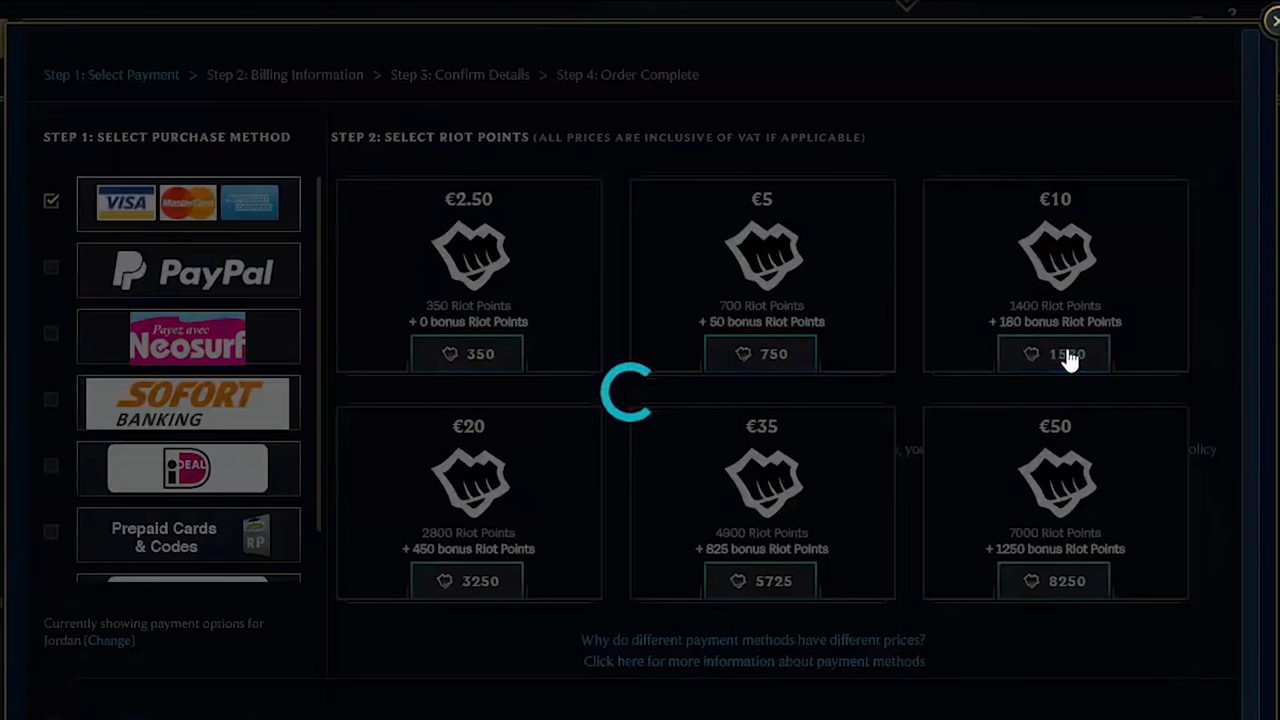 ?
Step 1: Select Payment > Step 2: Billing Information > Step 3: Confirm Details > Step 4: Order Complete
STEP 1: SELECT PURCHASE METHOD
VISA MasterCard
PayPal
Payez avec
Neosurf
SOFORT
BANKING
iDEAL
Prepaid Cards
& Codes
RP
Currently showing payment options for
Jordan [Change]
STEP 2: SELECT RIOT POINTS (ALL PRICES ARE INCLUSIVE OF VAT IF APPLICABLE)
€2.50
350 Riot Points
+ 0 bonus Riot Points
350
€5
700 Riot Points
+ 50 bonus Riot Points
750
€10
1400 Riot Points
+ 180 bonus Riot Points
€20
2800 Riot Points
+ 450 bonus Riot Points
3250
€35
4900 Riot Points
+ 825 bonus Riot Points
5725
€50
7000 Riot Points
+ 1250 bonus Riot Points
8250
Why do different payment methods have different prices?
Click here for more information about payment methods